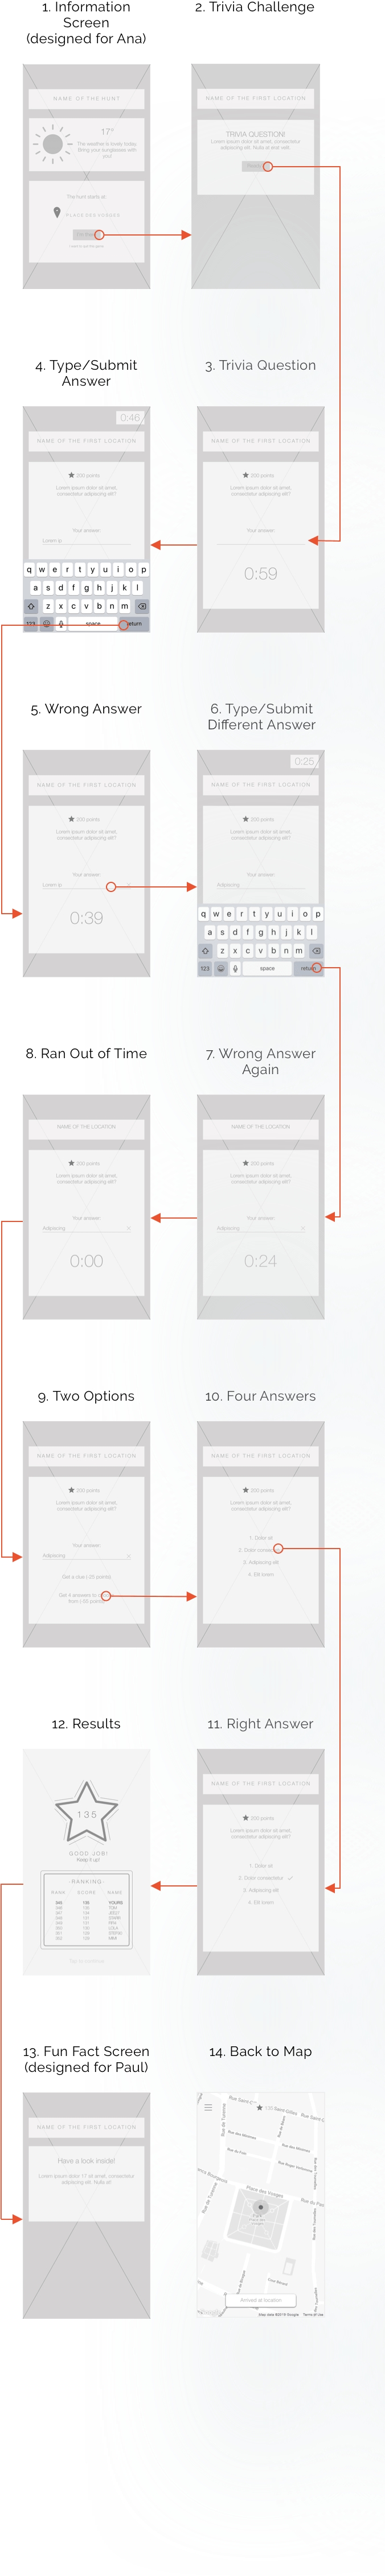 1. Information
Screen
(designed for Ana)
NAME OF THE HUNT
17°
The weather is lovely today.
Bring your sunglasses with
you!
The hunt starts at
PLACE DES VOSGES
2. Trivia Challenge
NAME OF THE FIRST LOCATION
TRIVIA QUESTION!
Lorem ipsum dolor sit amet, consectetur
adipiscing elit. Nulla at erat velit.
3. Trivia Question
NAME OF THE FIRST LOCATION
200 points
Lorem ipsum dolor sit amet,
consectetur adipiscing elit?
Your answer:
0:59
4. Type/Submit
Answer
0:46
NAME OF THE FIRST LOCATION
200 points
Lorem ipsum dolor sit amet,
consectetur adipiscing elit?
Your answer:
Lorem ip
q w e r t y u i o p
a s d f g h j k l
z x c v b n m
123 space return
5. Wrong Answer
NAME OF THE FIRST LOCATION
200 points
Lorem ipsum dolor sit amet,
consectetur adipiscing elit?
Your answer:
Lorem ip
0:39
6. Type/Submit
Different Answer
0:25
NAME OF THE FIRST LOCATION
200 points
Lorem ipsum dolor sit amet,
consectetur adipiscing elit?
Your answer:
Adipiscing
q w e r t y u i o p
a s d f g h j k l
z x c v b n m
123 space return
7. Wrong Answer
Again
NAME OF THE LOCATION
200 points
Lorem ipsum dolor sit amet,
consectetur adipiscing elit?
Your answer:
Adipiscing
0:24
8. Ran Out of Time
NAME OF THE LOCATION
200 points
Lorem ipsum dolor sit amet,
consectetur adipiscing elit?
Your answer:
Adipiscing
0:00
9. Two Options
NAME OF THE FIRST LOCATION
200 points
Lorem ipsum dolor sit amet,
consectetur adipiscing elit?
Your answer:
Adipiscing
Get 4 answers to
10. Four Answers
NAME OF THE FIRST LOCATION
200 points
Lorem ipsum dolor sit amet,
consectetur adipiscing elit?
1. Dolor sit
2. Dolor
3. Adipiscing elit
4. Elit lorem
11. Right Answer
NAME OF THE FIRST LOCATION
200 points
Lorem ipsum dolor sit amet,
consectetur adipiscing elit?
1. Dolor sit
2. Dolor consectetur
3. Adipiscing elit
4. Elit lorem
12. Results
135
GOOD JOB!
Keep it up!
·RANKING·
RANK SCORE NAME
13. Fun Fact Screen
(designed for Paul)
NAME OF THE FIRST LOCATION
Have a look inside!
Lorem ipsum dolor 17 sit amet, consectetur
adipiscing elit. Nulla at!
14. Back to Map
Rue de Turenne
Place des Vosges
Arrived at location
Map data ©2016 Google Terms of Use